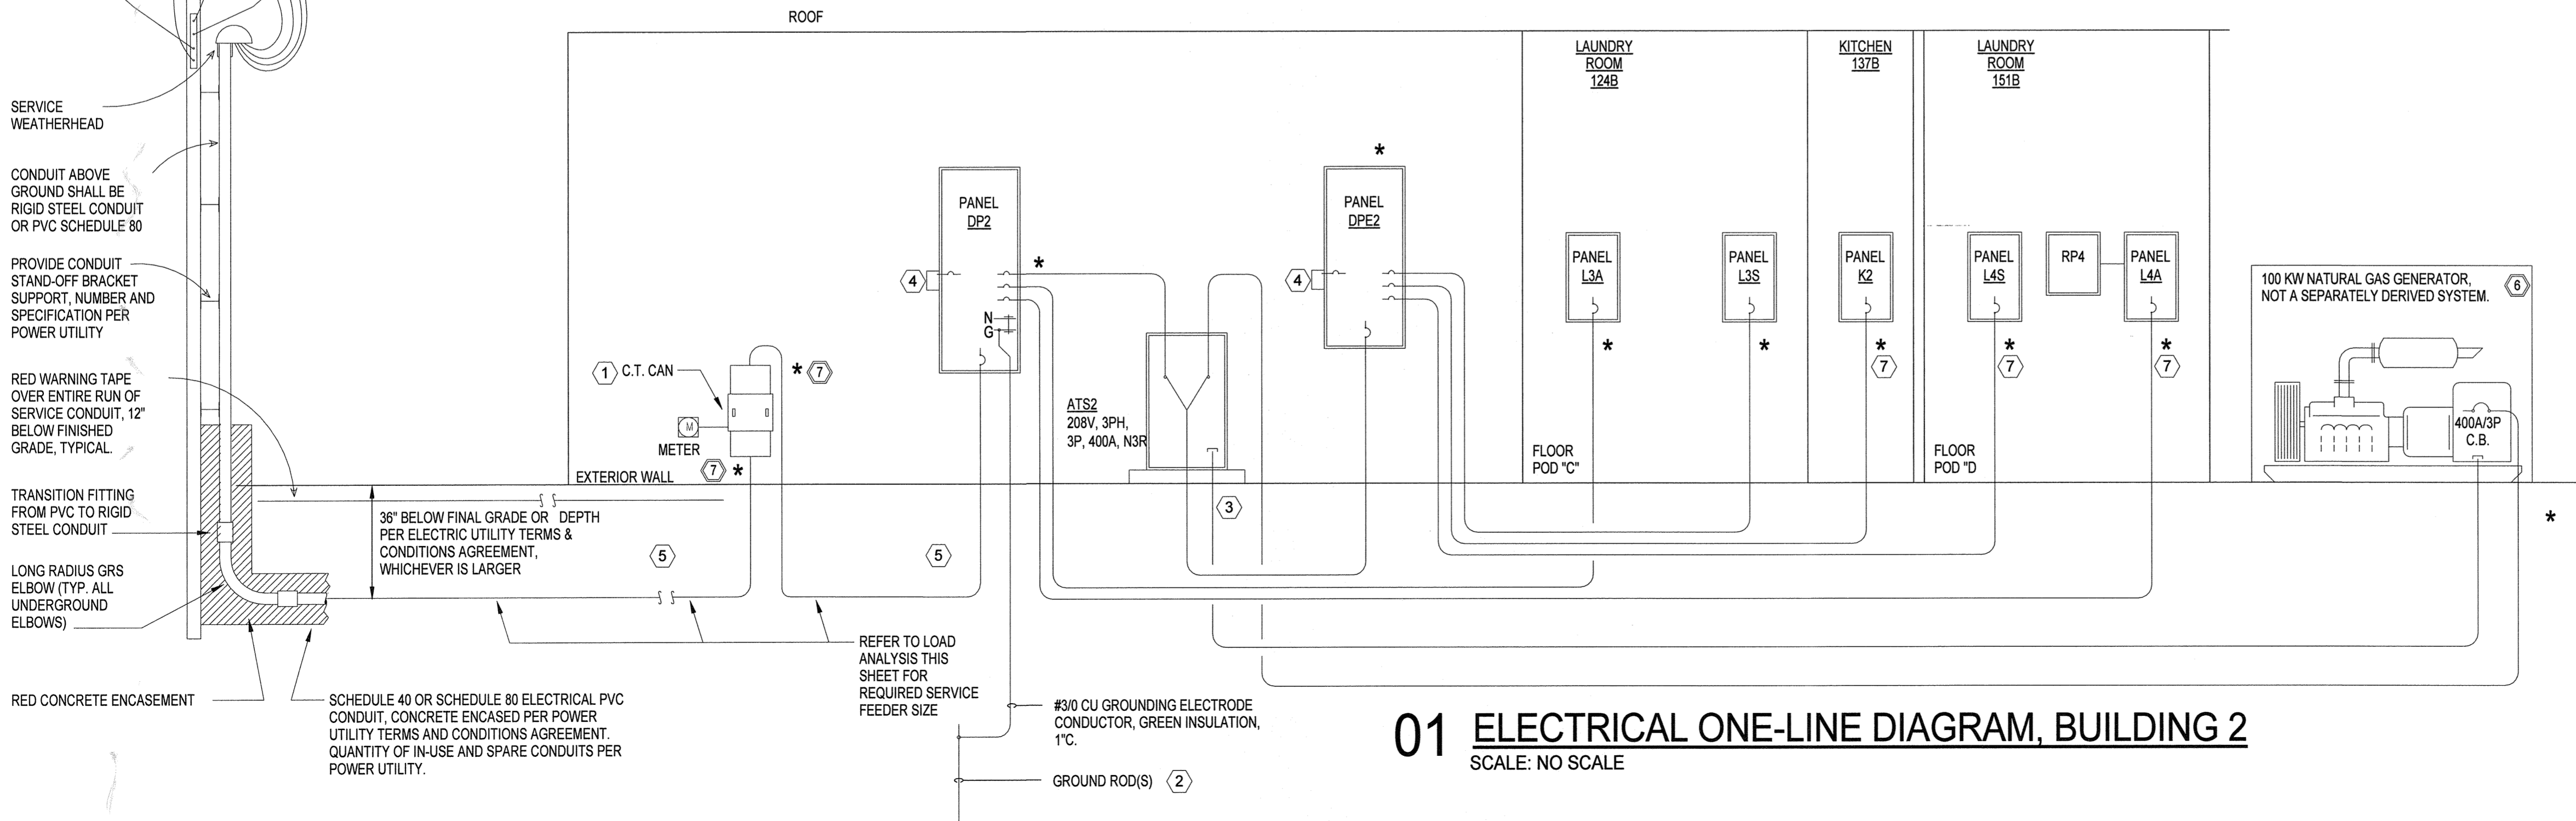 ROOF
SERVICE
WEATHERHEAD
CONDUIT ABOVE
GROUND SHALL BE
RIGID STEEL CONDUIT
OR PVC SCHEDULE 80
PROVIDE CONDUIT
STAND-OFF BRACKET
SUPPORT, NUMBER AND
SPECIFICATION PER
POWER UTILITY
RED WARNING TAPE
OVER ENTIRE RUN OF
SERVICE CONDUIT, 12"
BELOW FINISHED
GRADE, TYPICAL.
TRANSITION FITTING
FROM PVC TO RIGID
STEEL CONDUIT
LONG RADIUS GRS
ELBOW (TYP. ALL
UNDERGROUND
ELBOWS)
RED CONCRETE ENCASEMENT
SCHEDULE 40 OR SCHEDULE 80 ELECTRICAL PVC
CONDUIT, CONCRETE ENCASED PER POWER
UTILITY TERMS AND CONDITIONS AGREEMENT.
QUANTITY OF IN-USE AND SPARE CONDUITS PER
POWER UTILITY.
36" BELOW FINAL GRADE OR DEPTH
PER ELECTRIC UTILITY TERMS &
CONDITIONS AGREEMENT,
WHICHEVER IS LARGER
EXTERIOR WALL
1 C.T. CAN
M
METER
7 *
* 7
5
5
PANEL
DP2
4
*
N
G
REFER TO LOAD
ANALYSIS THIS
SHEET FOR
REQUIRED SERVICE
FEEDER SIZE
#3/0 CU GROUNDING ELECTRODE
CONDUCTOR, GREEN INSULATION,
1"C.
GROUND ROD(S) 2
ATS2
208V, 3PH,
3P, 400A, N3R
3
*
PANEL
DPE2
4
LAUNDRY
ROOM
124B
PANEL
L3A
*
PANEL
L3S
*
FLOOR
POD "C"
KITCHEN
137B
PANEL
K2
*
7
LAUNDRY
ROOM
151B
PANEL
L4S
*
7
RP4
PANEL
L4A
*
7
FLOOR
POD "D
100 KW NATURAL GAS GENERATOR,
NOT A SEPARATELY DERIVED SYSTEM.
6
400A/3P
C.B.
*
01 ELECTRICAL ONE-LINE DIAGRAM, BUILDING 2
SCALE: NO SCALE